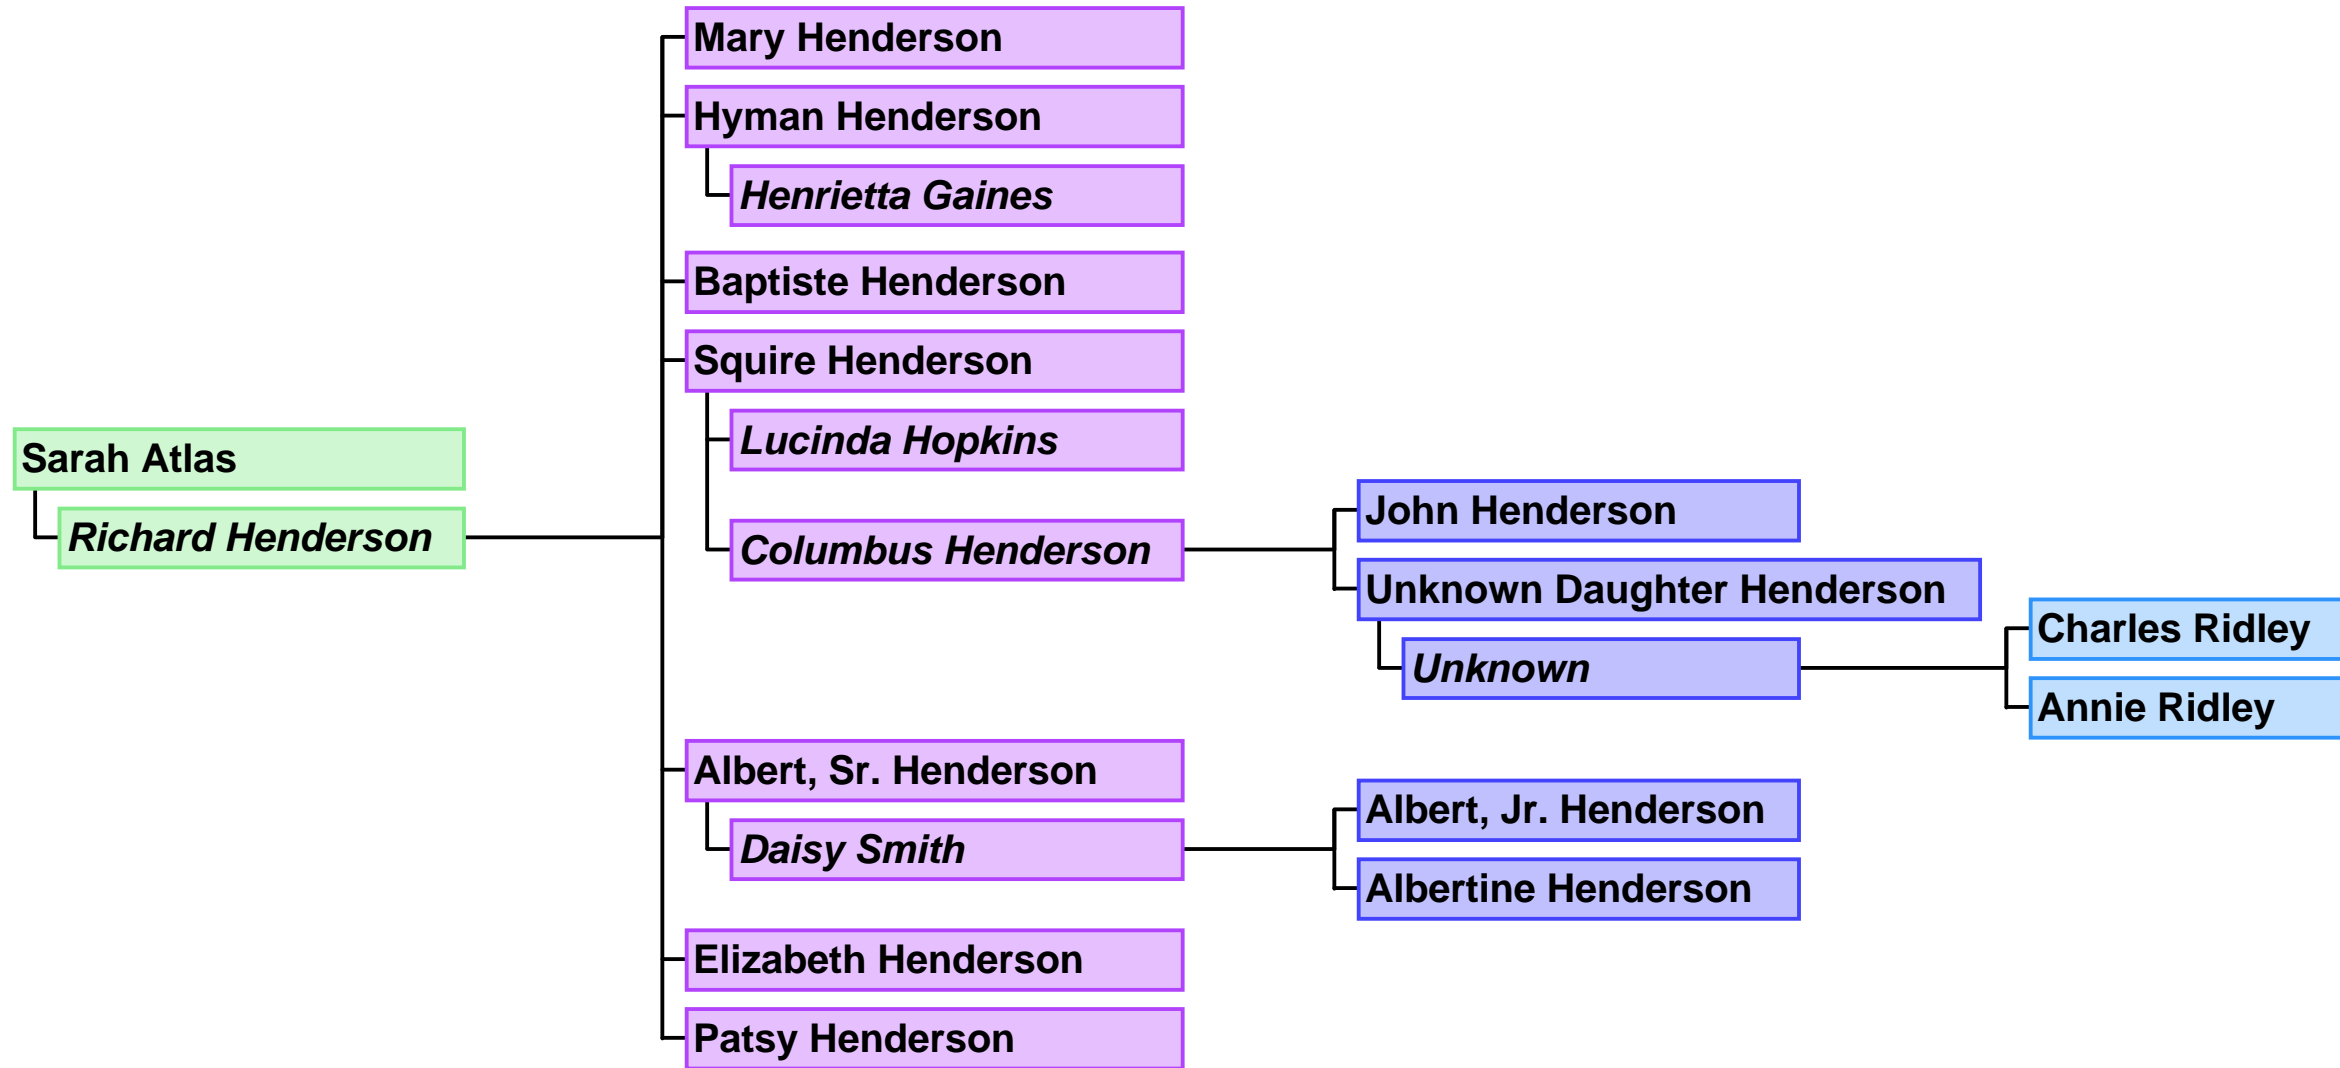 Sarah Atlas
Richard Henderson
Mary Henderson
Hyman Henderson
Henrietta Gaines
Baptiste Henderson
Squire Henderson
Lucinda Hopkins
Columbus Henderson
John Henderson
Unknown Daughter Henderson
Unknown
Charles Ridley
Annie Ridley
Albert, Sr. Henderson
Daisy Smith
Albert, Jr. Henderson
Albertine Henderson
Elizabeth Henderson
Patsy Henderson